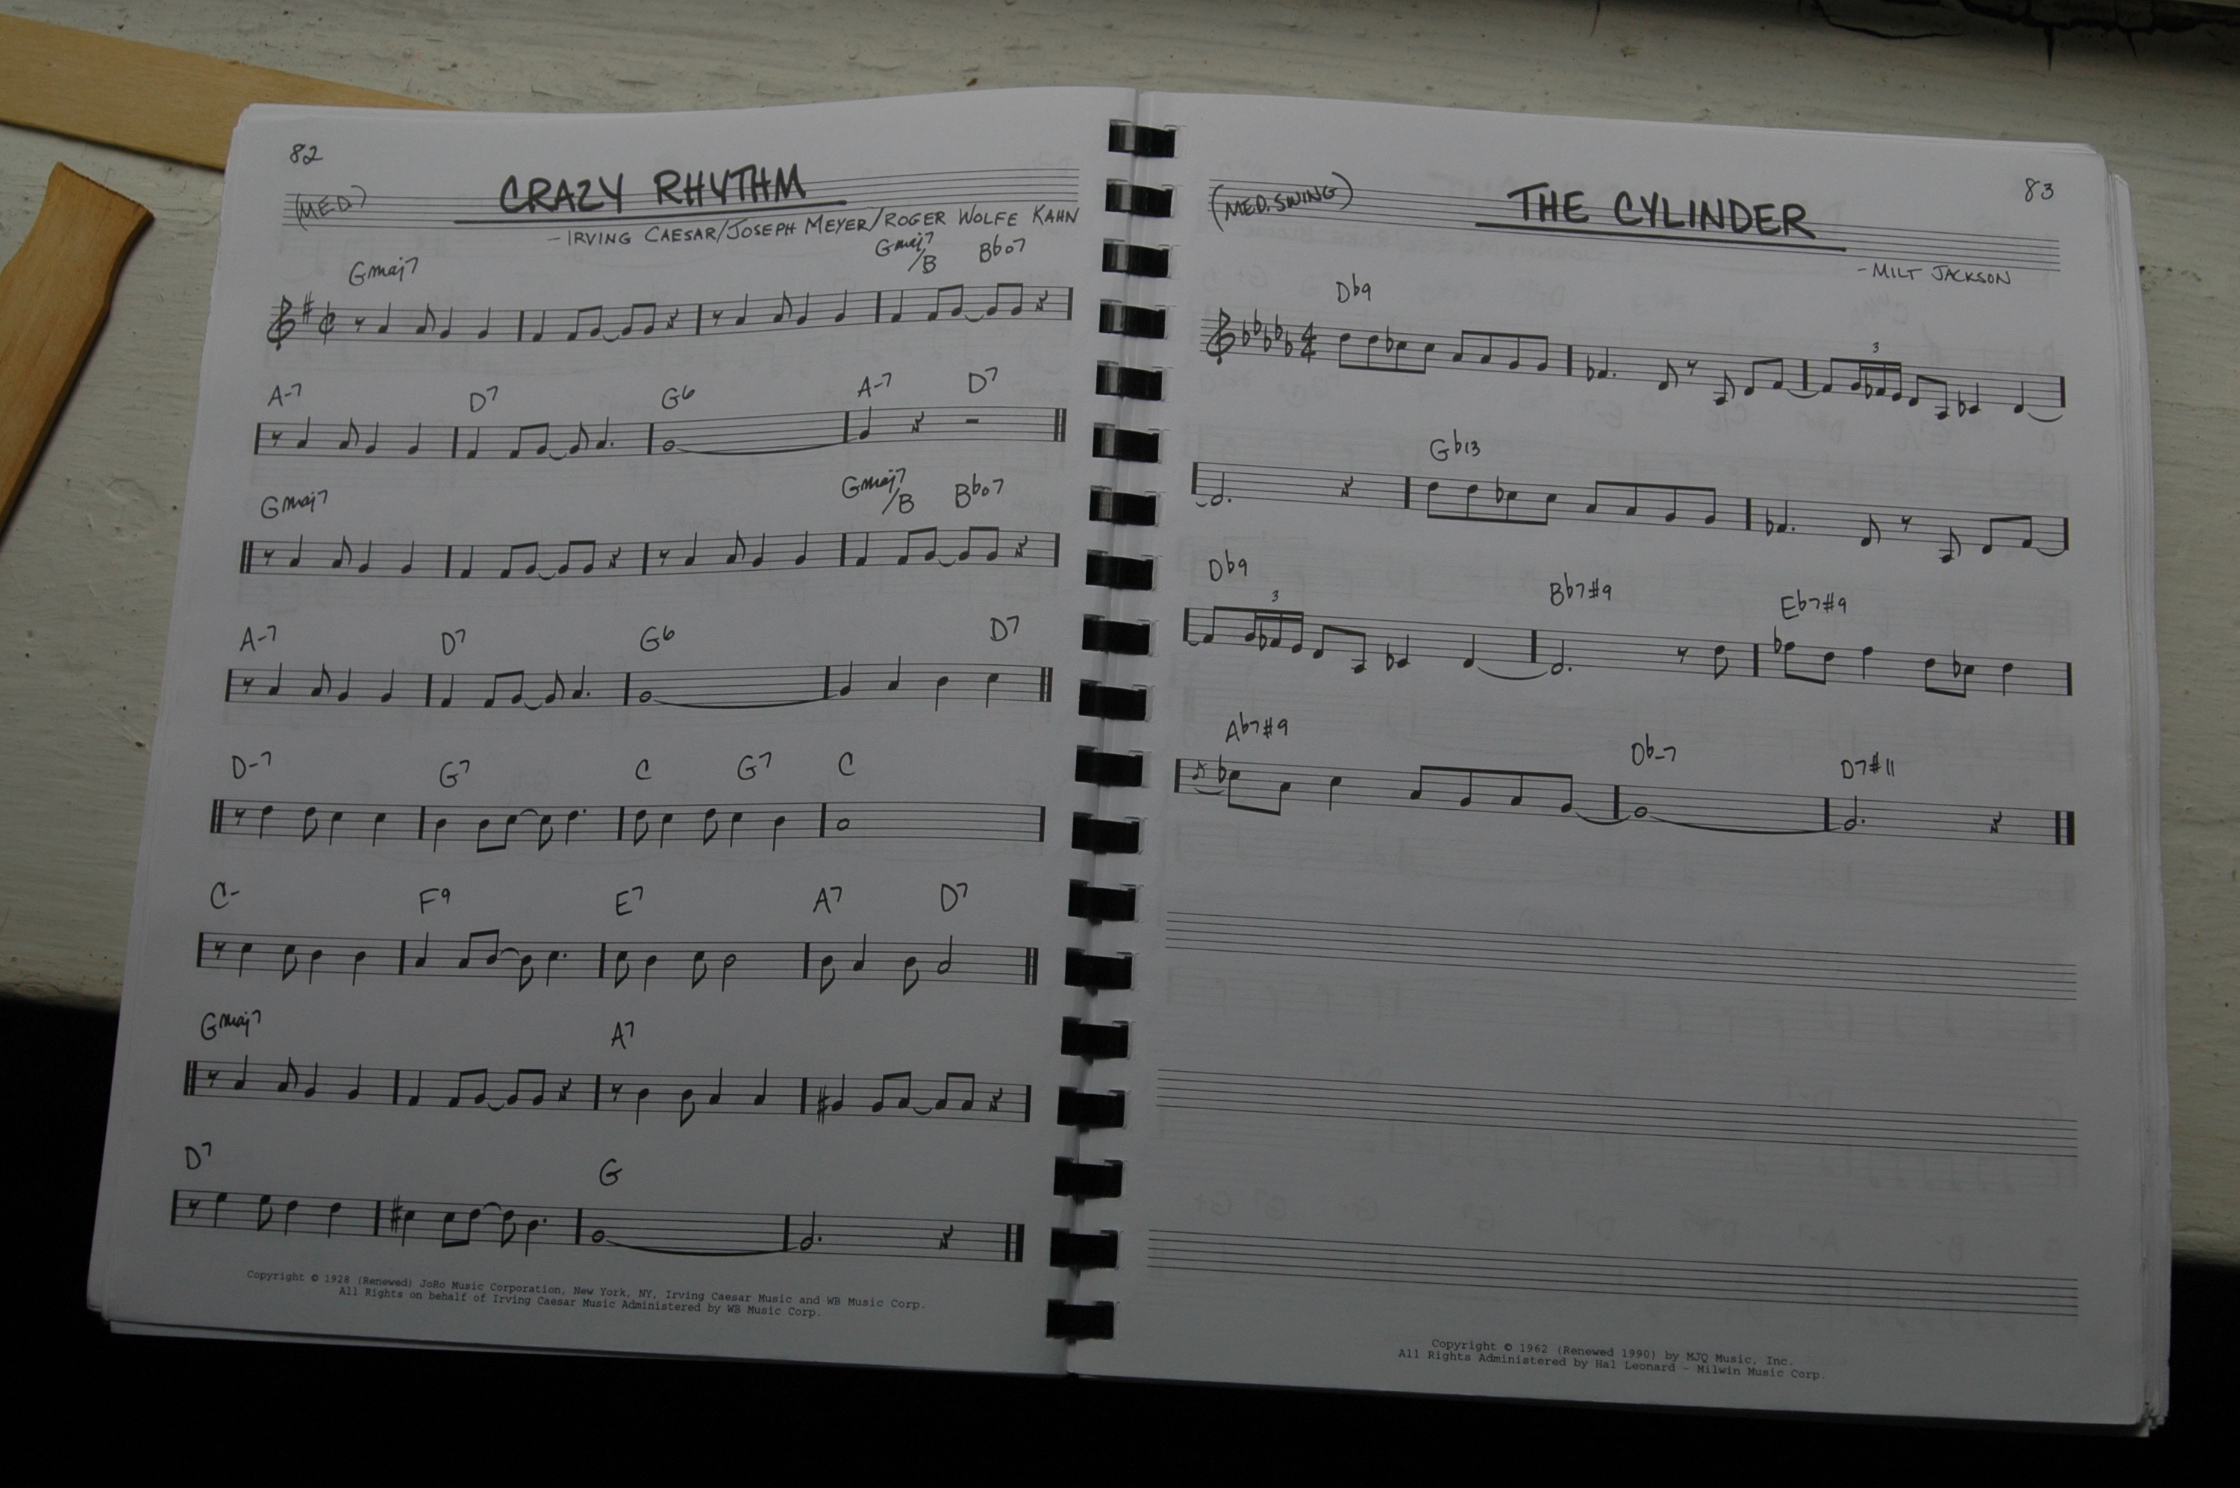 82
(MED.)
CRAZY RHYTHM
- IRVING CAESAR/JOSEPH MEYER/ROGER WOLFE KAHN
Gmaj7 Gmaj7/B Bbo7
A-7 D7 G6 A-7 D7
Gmaj7 Gmaj7/B Bbo7
A-7 D7 G6 D7
D-7 G7 C G7 C
C- F9 E7 A7 D7
Gmaj7 A7
D7 G
Copyright © 1928 (Renewed) JoRo Music Corporation, New York, NY, Irving Caesar Music and WB Music Corp.
All Rights on behalf of Irving Caesar Music Administered by WB Music Corp.
83
(MED. SWING)
THE CYLINDER
- MILT JACKSON
Db9
3
Gb13
Db9 Bb7#9 Eb7#9
3
Ab7#9 Db-7 D7#11
Copyright © 1962 (Renewed 1990) by MJQ Music, Inc.
All Rights Administered by Hal Leonard - Milwin Music Corp.